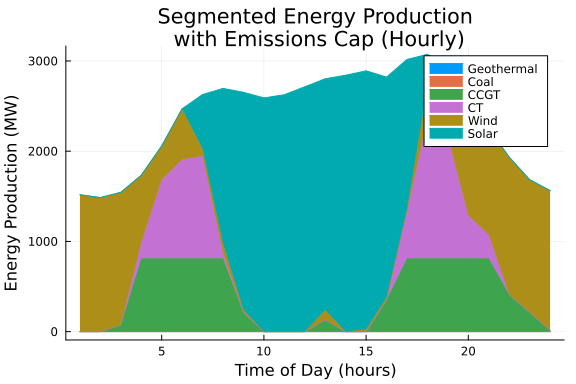 Segmented Energy Production
with Emissions Cap (Hourly)
Energy Production (MW)
3000
2000
1000
0
Geothermal
Coal
CCGT
CT
Wind
Solar
5
10
15
20
Time of Day (hours)